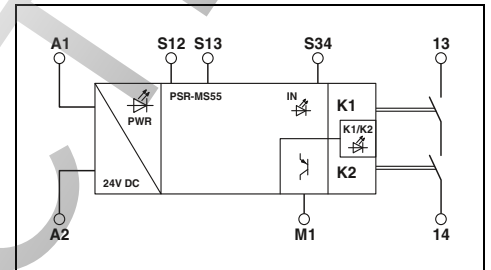 A1 S12 S13 S34 13
PSR-MS55 IN K1
PWR K1/K2
24V DC K2
A2 M1 14